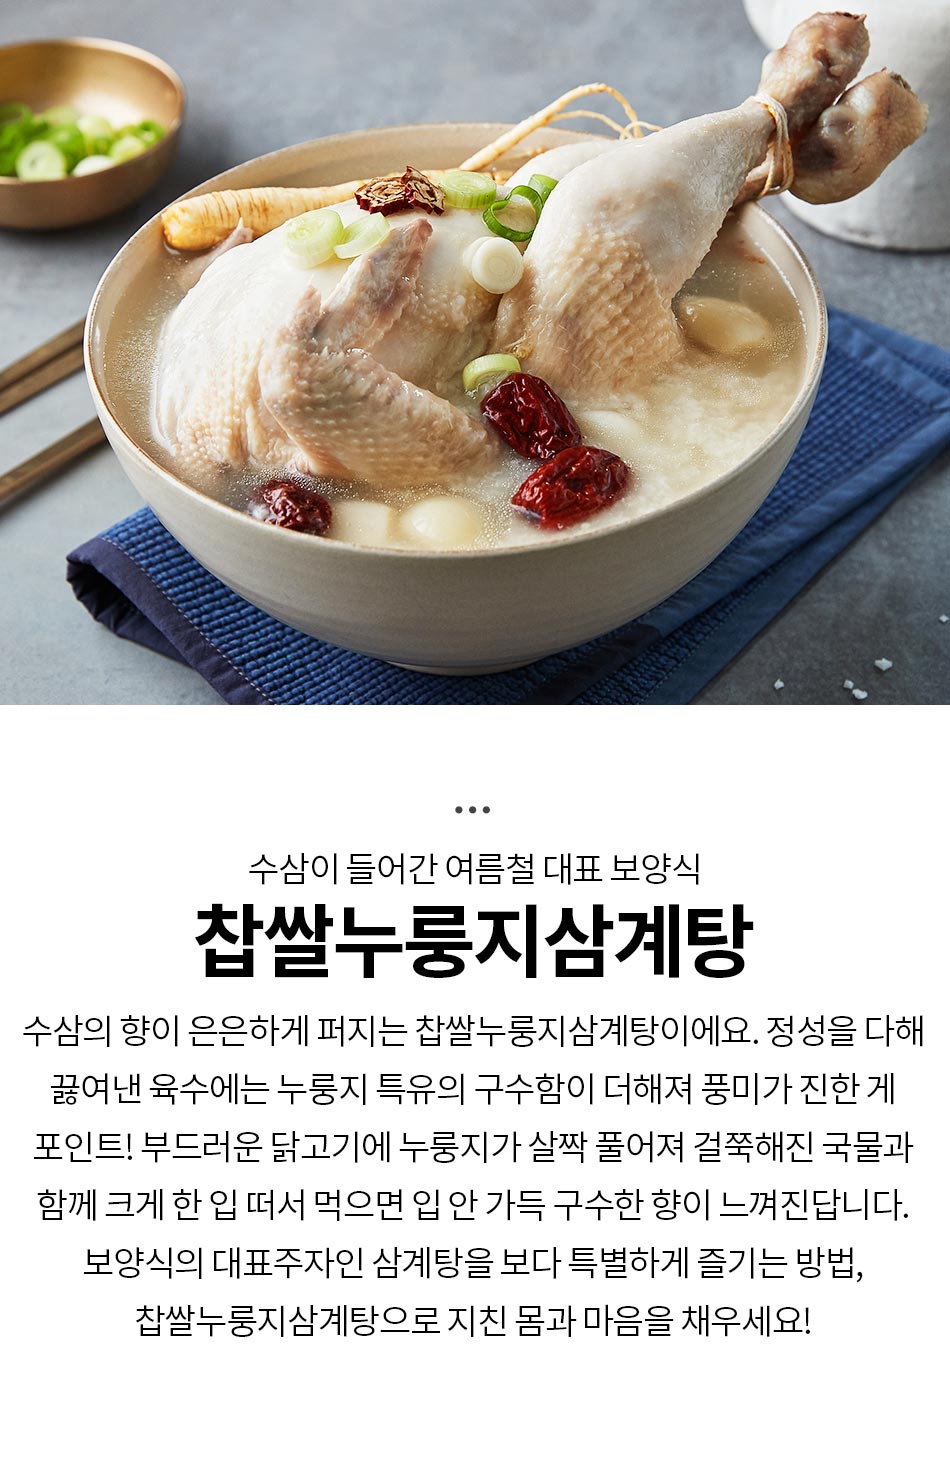 수삼이 들어간 여름철 대표 보양식
찹쌀누룽지삼계탕
수삼의 향이 은은하게 퍼지는 찹쌀누룽지삼계탕이에요. 정성을 다해
끓여낸 육수에는 누룽지 특유의 구수함이 더해져 풍미가 진한 게
포인트! 부드러운 닭고기에 누룽지가 살짝 풀어져 걸쭉해진 국물과
함께 크게 한 입 떠서 먹으면 입 안 가득 구수한 향이 느껴진답니다.
보양식의 대표주자인 삼계탕을 보다 특별하게 즐기는 방법,
찹쌀누룽지삼계탕으로 지친 몸과 마음을 채우세요!